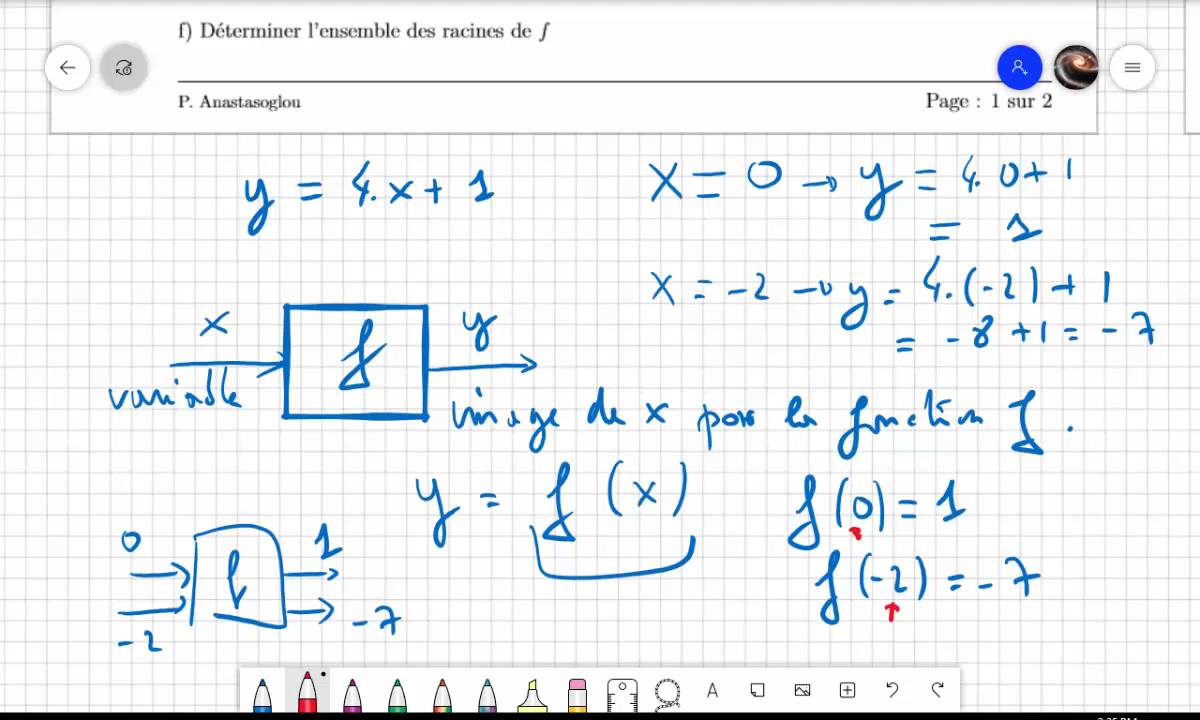 f) Déterminer l'ensemble des racines de f
P. Anastasoglou
Page : 1 sur 2
y = 4.x + 1
x = 0 → y = 4.0 + 1
= 1
x = -2 → y = 4.(-2) + 1
= -8 + 1 = -7
x
f
y
variable
image de x par la fonction f.
y = f(x)
f(0) = 1
f(-2) = -7
0
f
1
-2
-7
A